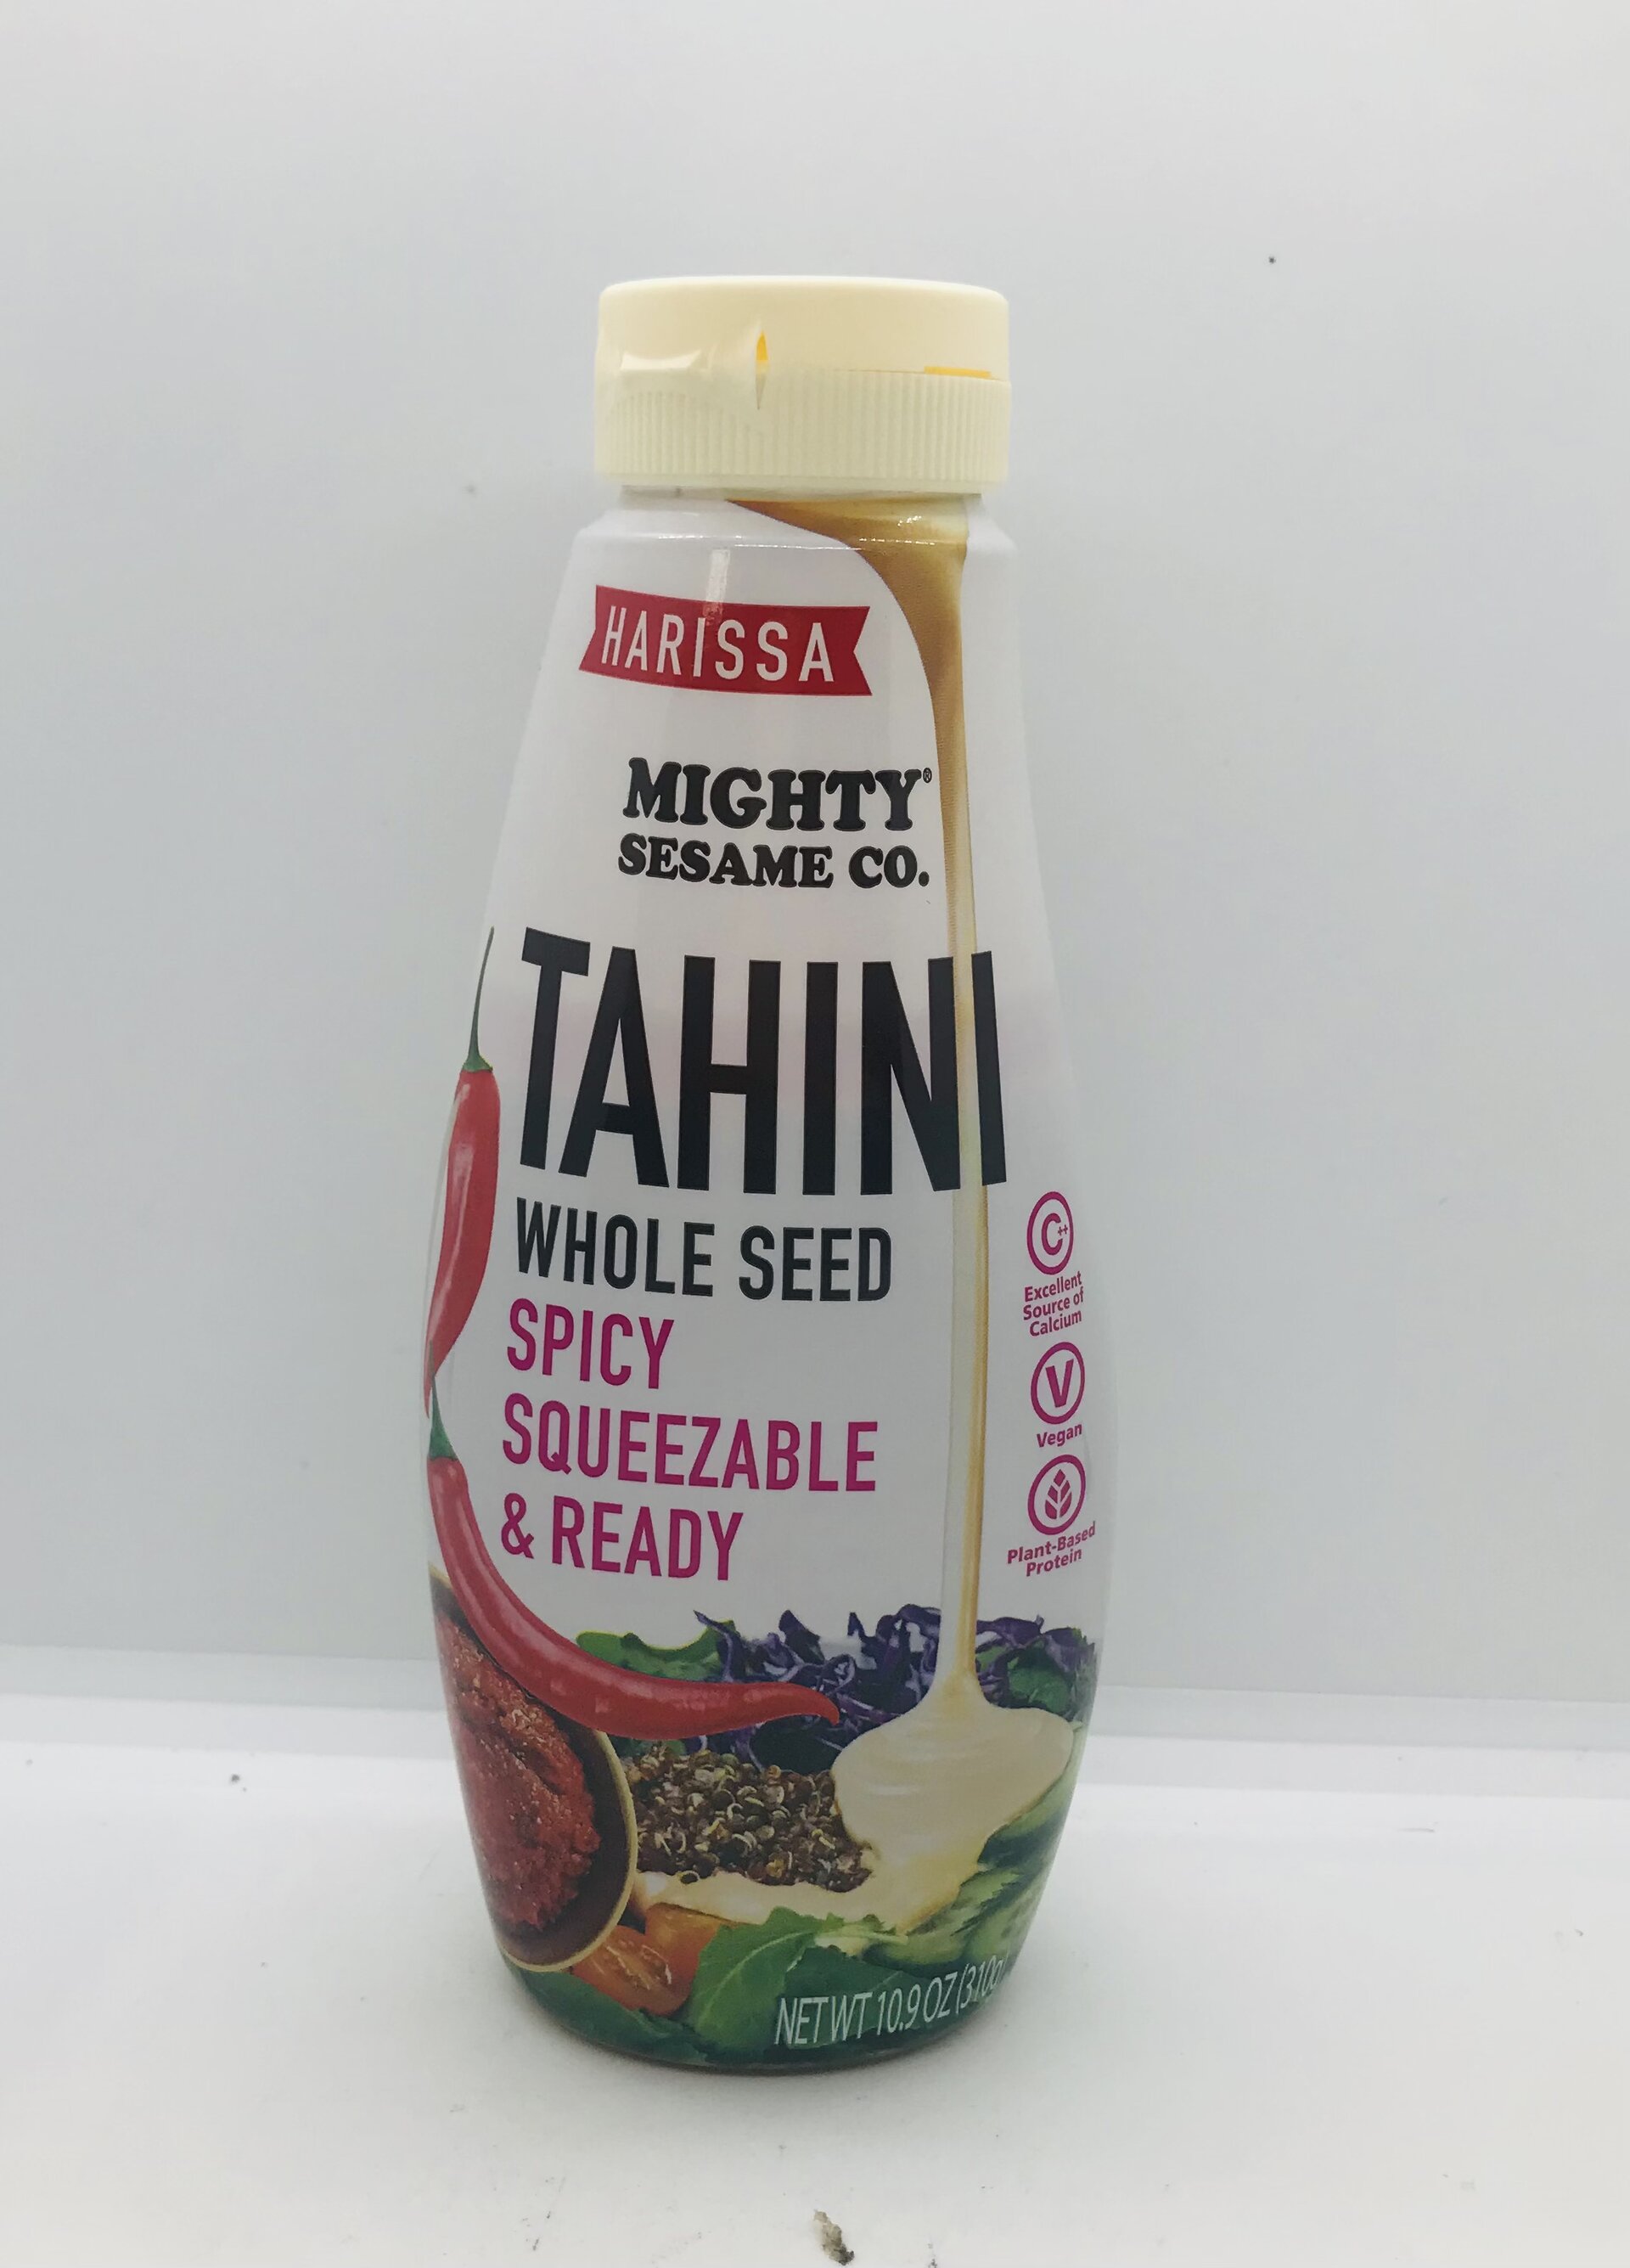 HARISSA
MIGHTY®
SESAME CO.
TAHINI
WHOLE SEED
SPICY
SQUEEZABLE
& READY
C++
Excellent
Source of
Calcium
V
Vegan
Plant-Based
Protein
NET WT 10.9 OZ (310g